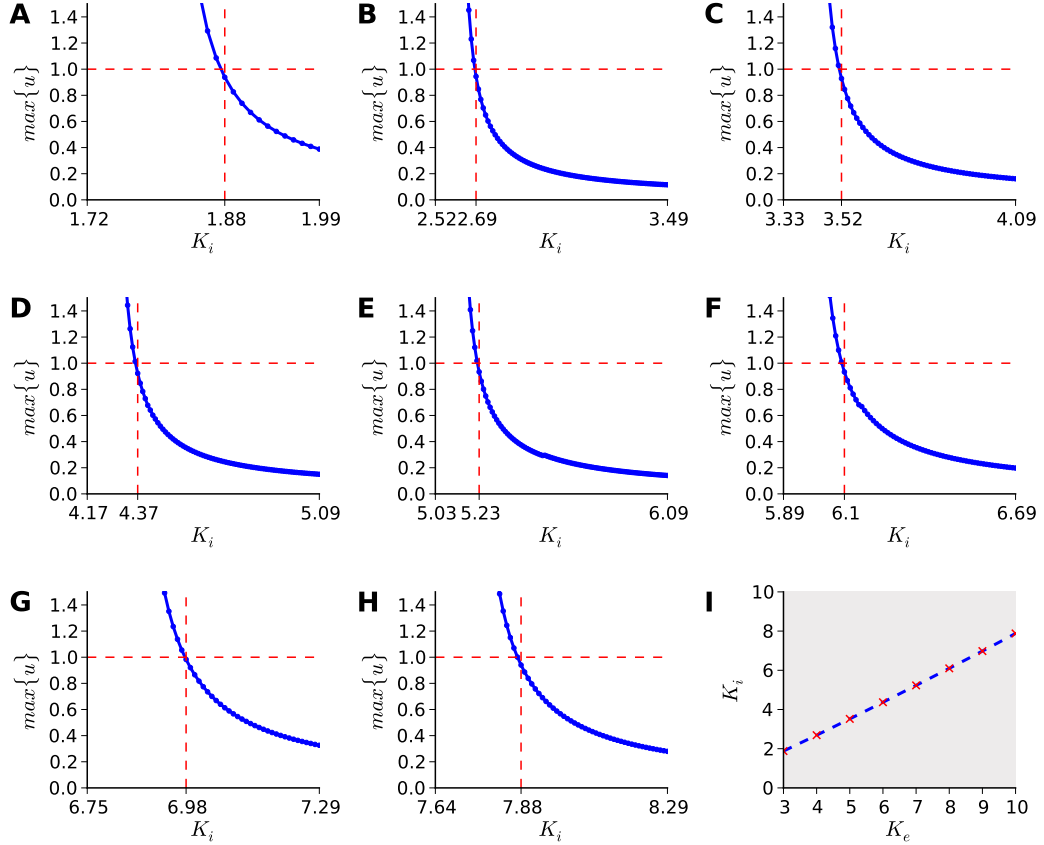 A
1.4
1.2
1.0
0.8
0.6
0.4
0.2
0.0
max{u}
1.72 1.88 1.99
K_i
B
1.4
1.2
1.0
0.8
0.6
0.4
0.2
0.0
max{u}
2.52 2.69 3.49
K_i
C
1.4
1.2
1.0
0.8
0.6
0.4
0.2
0.0
max{u}
3.33 3.52 4.09
K_i
D
1.4
1.2
1.0
0.8
0.6
0.4
0.2
0.0
max{u}
4.17 4.37 5.09
K_i
E
1.4
1.2
1.0
0.8
0.6
0.4
0.2
0.0
max{u}
5.03 5.23 6.09
K_i
F
1.4
1.2
1.0
0.8
0.6
0.4
0.2
0.0
max{u}
5.89 6.1 6.69
K_i
G
1.4
1.2
1.0
0.8
0.6
0.4
0.2
0.0
max{u}
6.75 6.98 7.29
K_i
H
1.4
1.2
1.0
0.8
0.6
0.4
0.2
0.0
max{u}
7.64 7.88 8.29
K_i
I
10
8
6
4
2
0
K_i
3 4 5 6 7 8 9 10
K_e